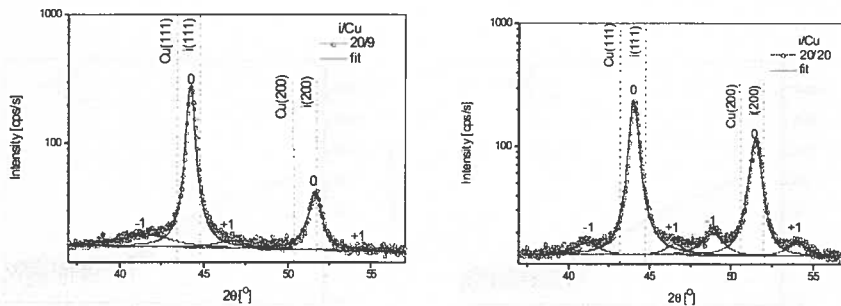 1000
100
Intensity [cps/s]
Cu(111)
i(111)
Cu(200)
i(200)
i/Cu
20/9
fit
-1
0
+1
0
+1
40
45
50
55
2θ[°]
1000
100
Intensity [cps/s]
Cu(111)
i(111)
Cu(200)
i(200)
i/Cu
20/20
fit
-1
0
+1
-1
0
+1
40
45
50
55
2θ[°]